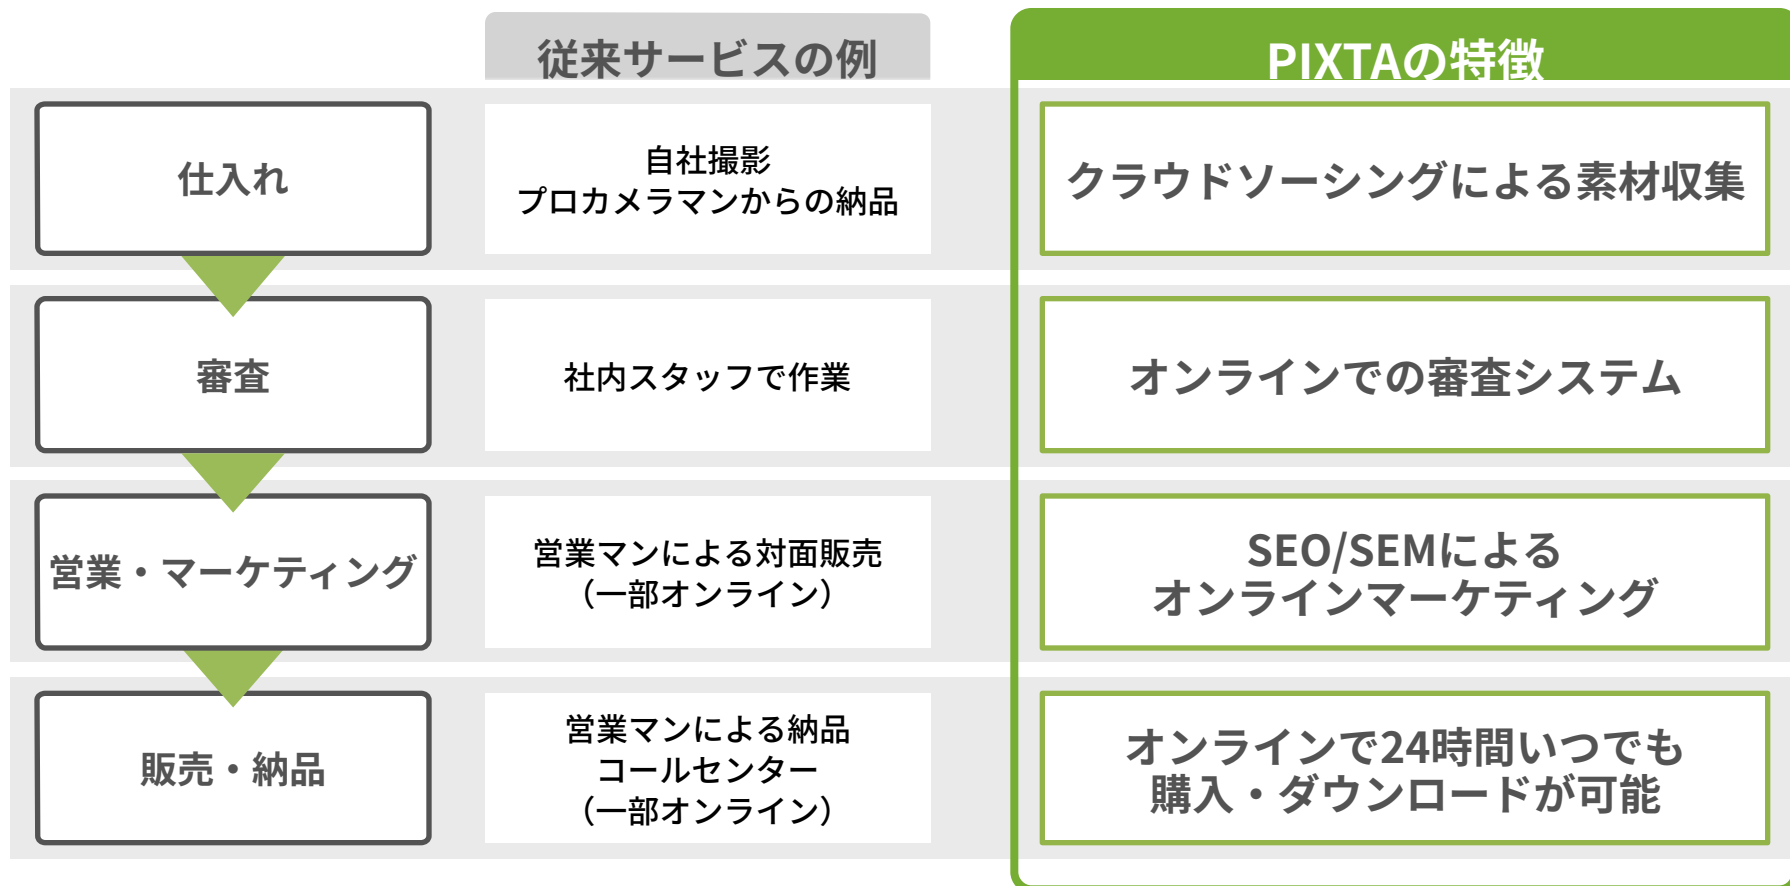 従来サービスの例
PIXTAの特徴
仕入れ
自社撮影
プロカメラマンからの納品
クラウドソーシングによる素材収集
審査
社内スタッフで作業
オンラインでの審査システム
営業・マーケティング
営業マンによる対面販売
（一部オンライン）
SEO/SEMによる
オンラインマーケティング
販売・納品
営業マンによる納品
コールセンター
（一部オンライン）
オンラインで24時間いつでも
購入・ダウンロードが可能